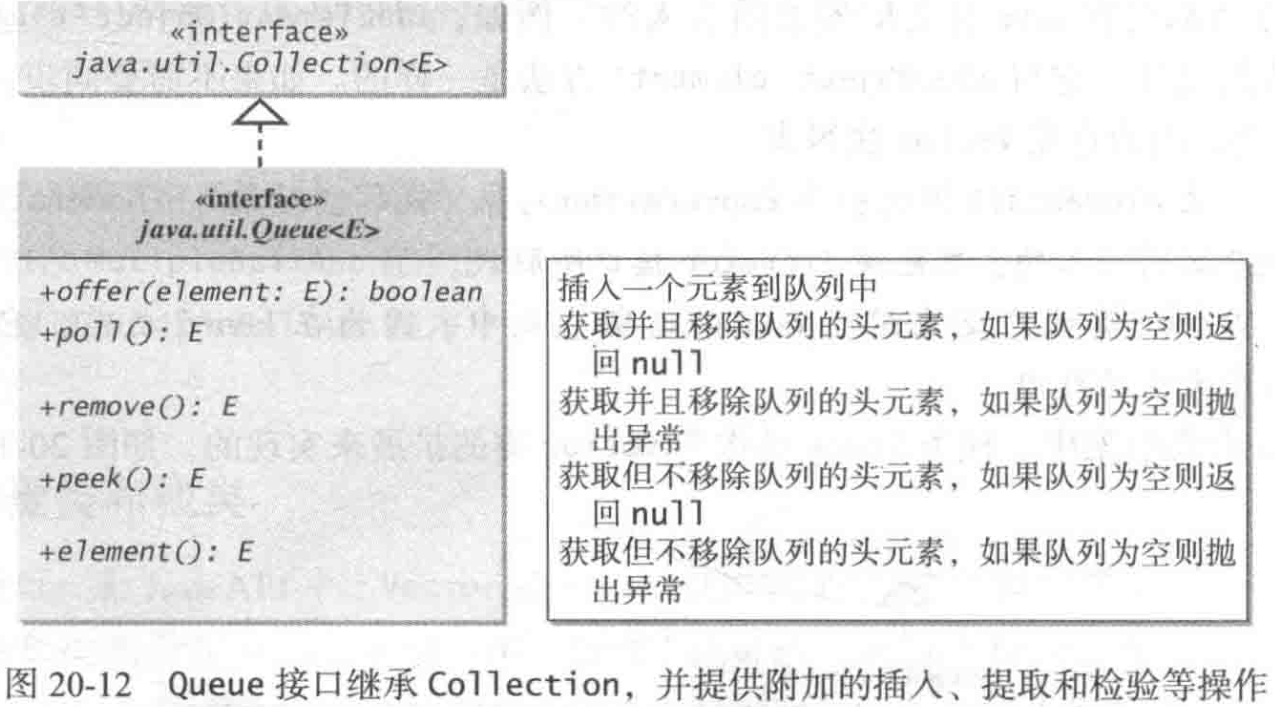 «interface»
java.util.Collection<E>
«interface»
java.util.Queue<E>
+offer(element: E): boolean
插入一个元素到队列中
+poll(): E
获取并且移除队列的头元素，如果队列为空则返
回 null
+remove(): E
获取并且移除队列的头元素，如果队列为空则抛
出异常
+peek(): E
获取但不移除队列的头元素，如果队列为空则返
回 null
+element(): E
获取但不移除队列的头元素，如果队列为空则抛
出异常
图 20-12 Queue 接口继承 Collection，并提供附加的插入、提取和检验等操作